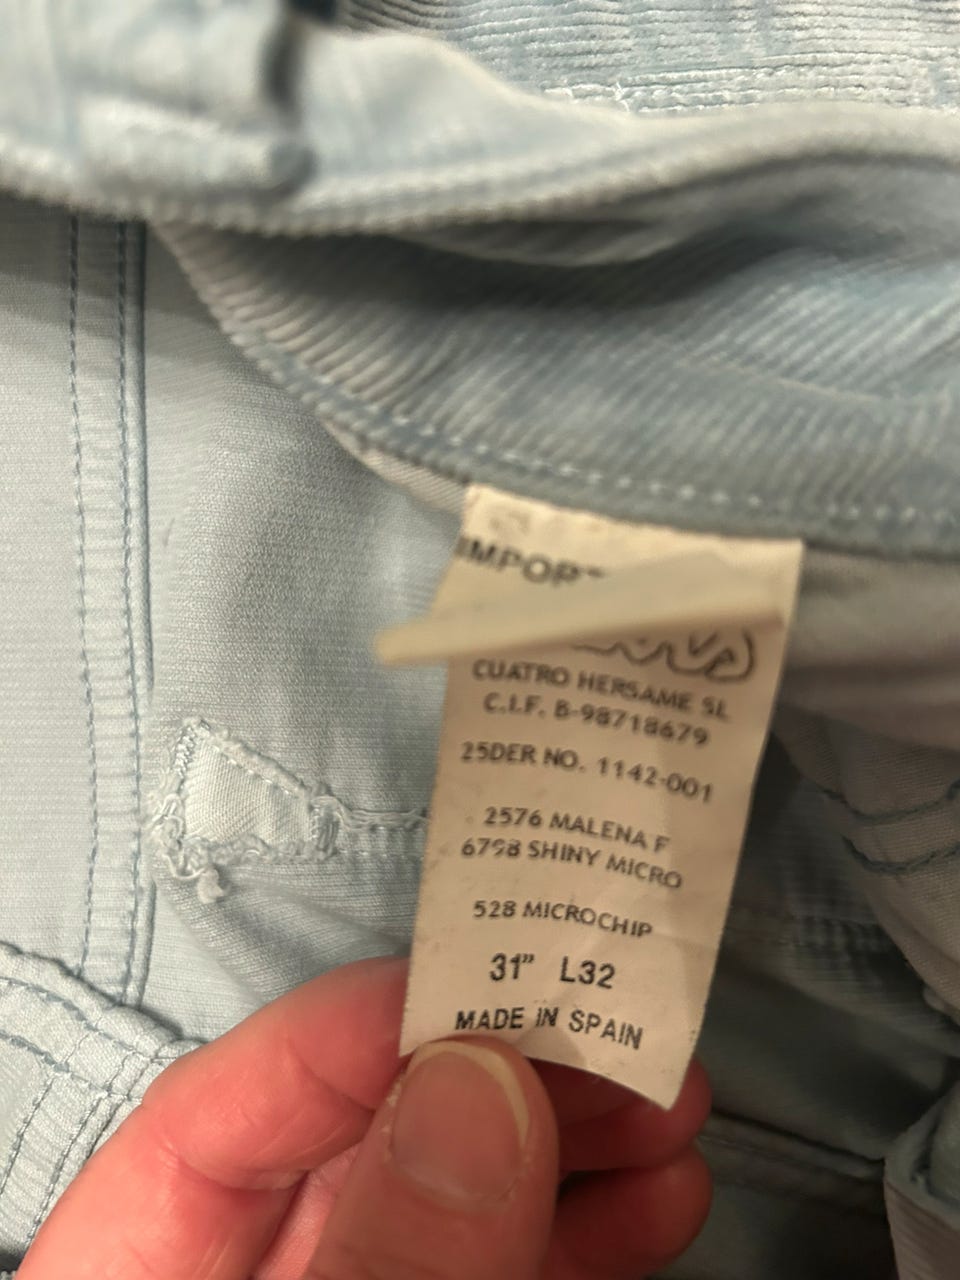 CUATRO HERSAME SL
C.I.F. B-98718679
25DER NO. 1142-001
2576 MALENA F
6798 SHINY MICRO
528 MICROCHIP
31" L32
MADE IN SPAIN